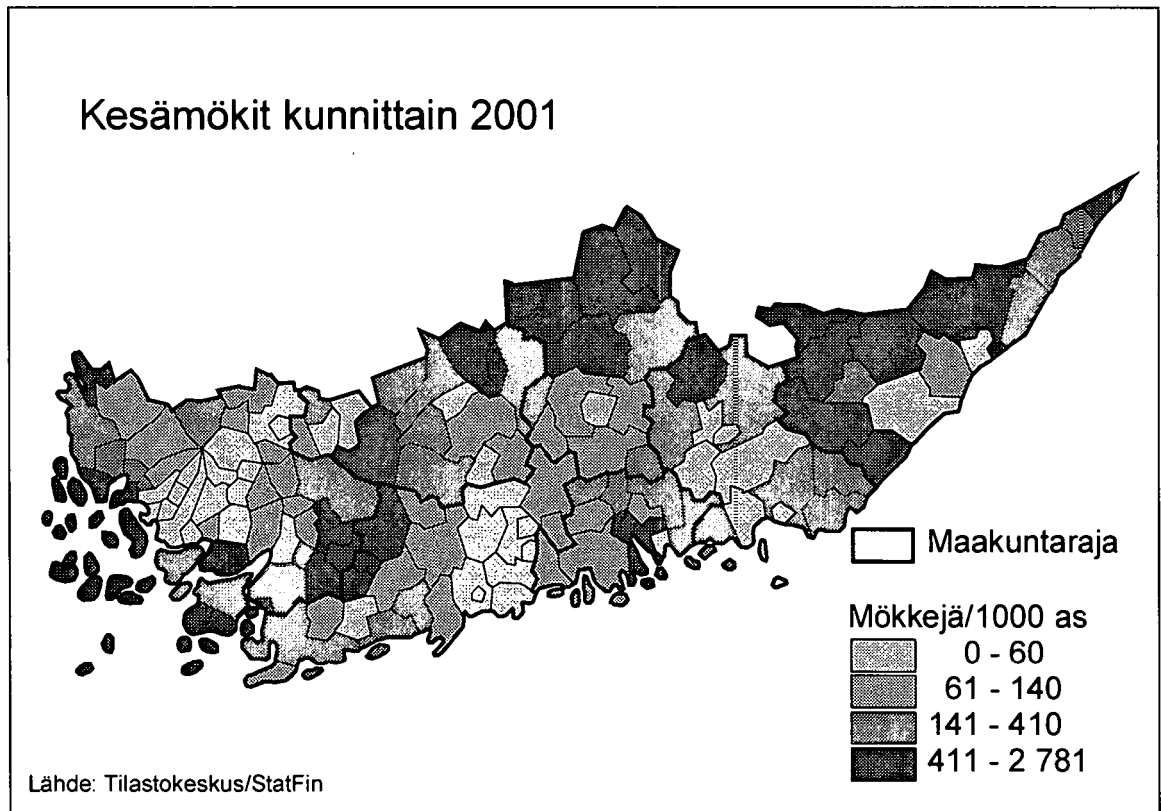 Kesämökit kunnittain 2001
Maakuntaraja
Mökkejä/1000 as
0 - 60
61 - 140
141 - 410
411 - 2 781
Lähde: Tilastokeskus/StatFin